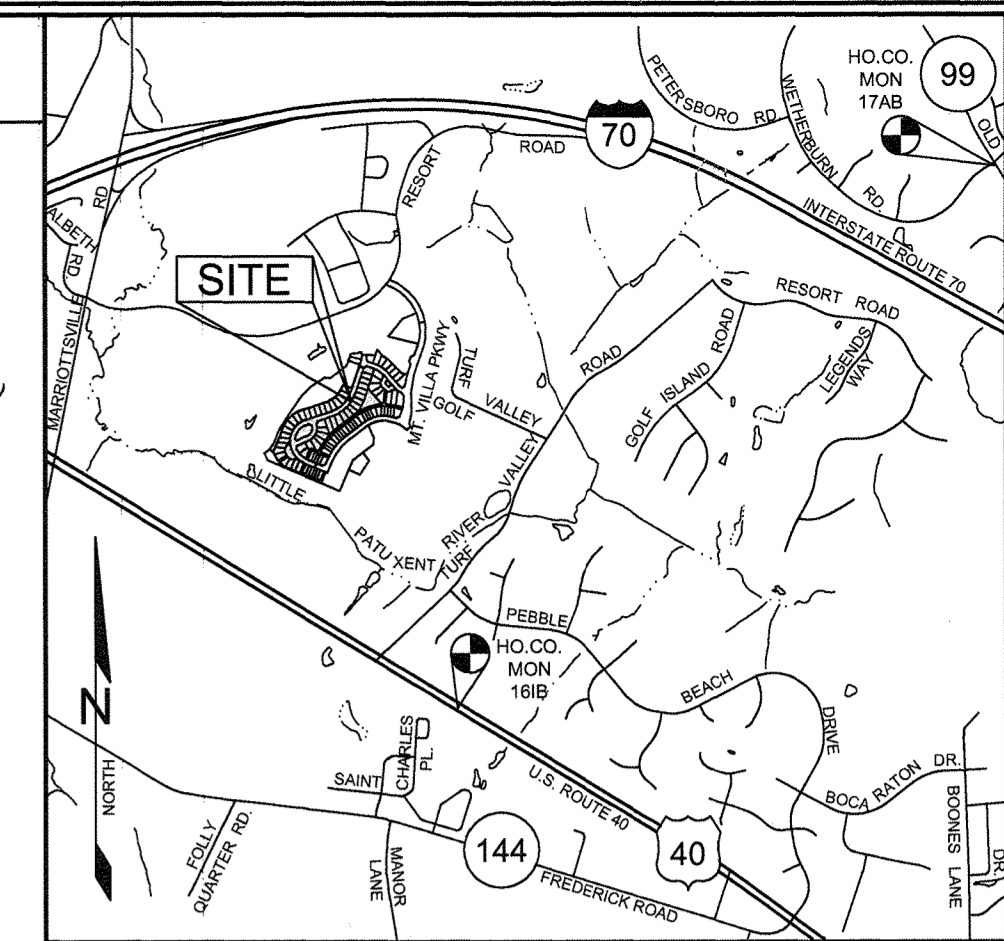 HO.CO.
MON
17AB
99
OLD
PETERSBORO RD.
WETHERBURN
RD.
70
ROAD
RESORT
INTERSTATE ROUTE 70
ALBETH
RD.
RD
MARRIOTTSVILLE
SITE
RESORT ROAD
MT. VILLA PKWY
TURF
GOLF
VALLEY
ROAD
VALLEY
TURF
GOLF ISLAND ROAD
LEGENDS
WAY
LITTLE
PATUXENT
RIVER
PEBBLE
BEACH
DRIVE
HO.CO.
MON
16IB
N
NORTH
SAINT
CHARLES
PL.
U.S. ROUTE 40
BOCA RATON DR.
BOONES LANE
DR.
FOLLY
QUARTER RD.
MANOR
LANE
144
40
FREDERICK ROAD